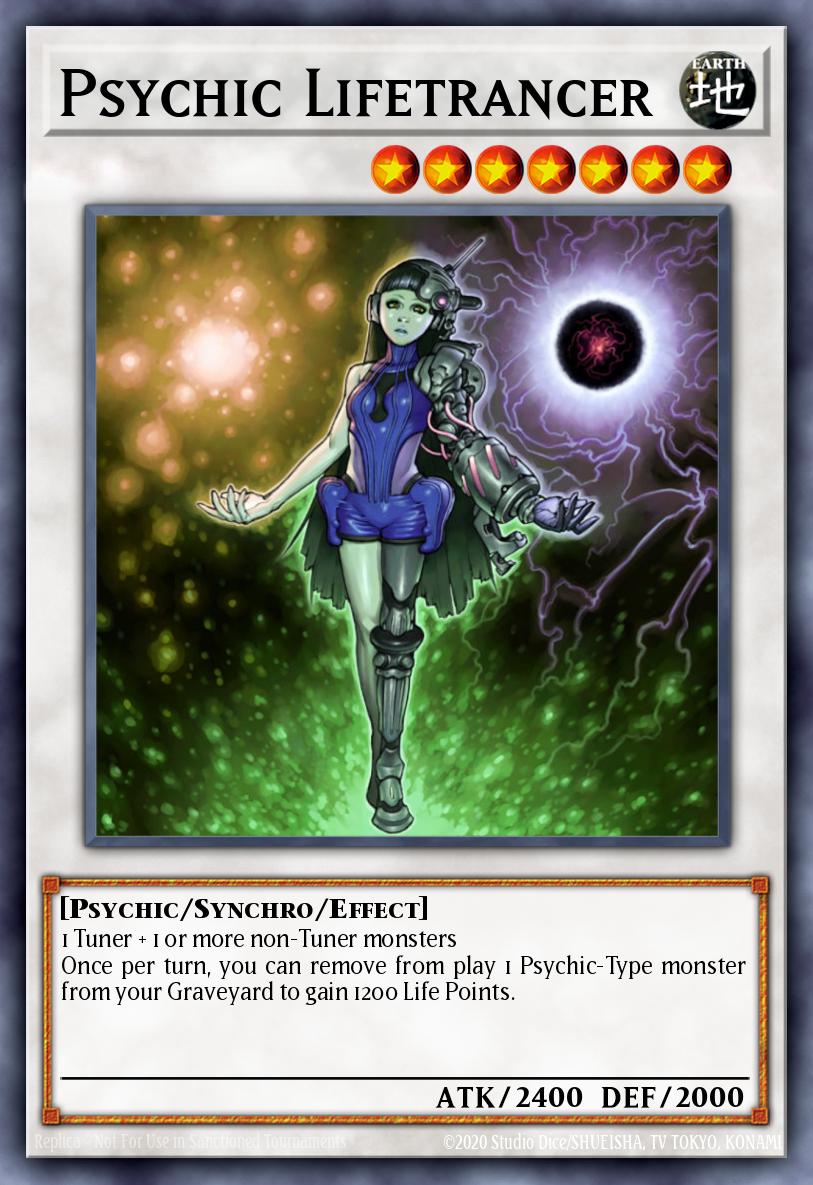 Psychic Lifetrancer
EARTH
地
[Psychic/Synchro/Effect]
1 Tuner + 1 or more non-Tuner monsters
Once per turn, you can remove from play 1 Psychic-Type monster
from your Graveyard to gain 1200 Life Points.
ATK/2400 DEF/2000
Replica - Not For Use in Sanctioned Tournaments
©2020 Studio Dice/SHUEISHA, TV TOKYO, KONAMI